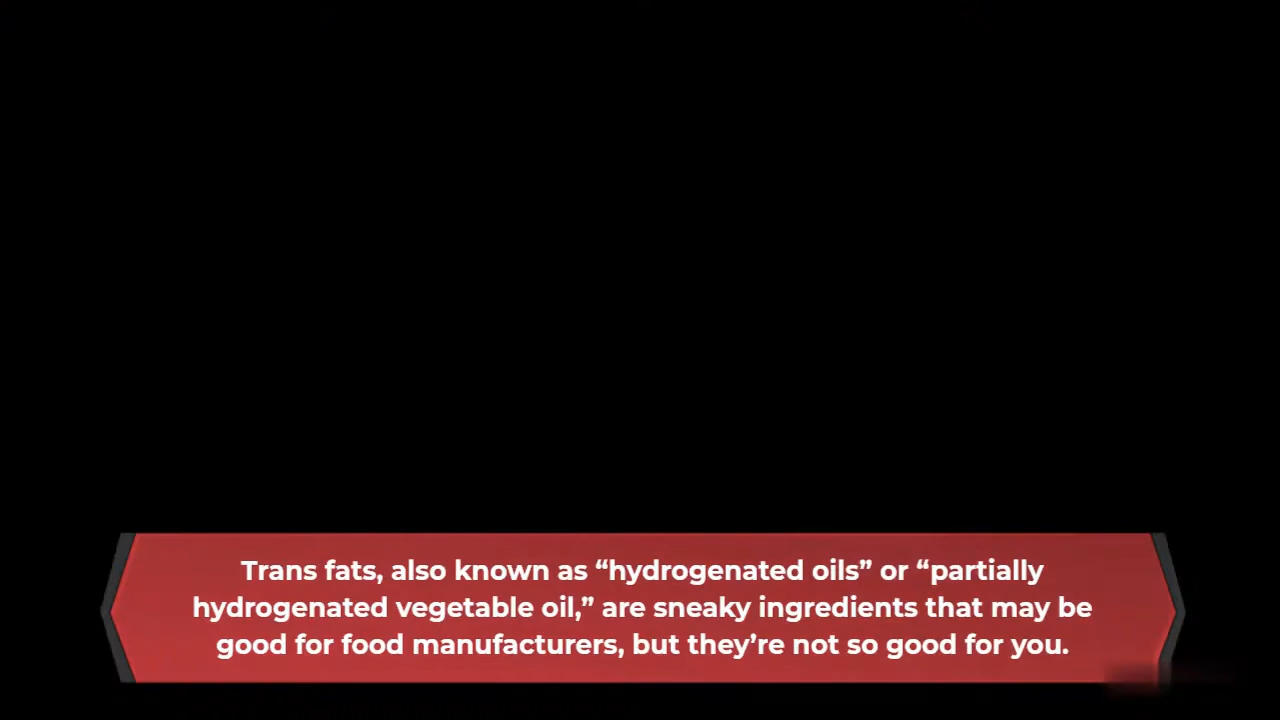 Trans fats, also known as “hydrogenated oils” or “partially
hydrogenated vegetable oil,” are sneaky ingredients that may be
good for food manufacturers, but they’re not so good for you.